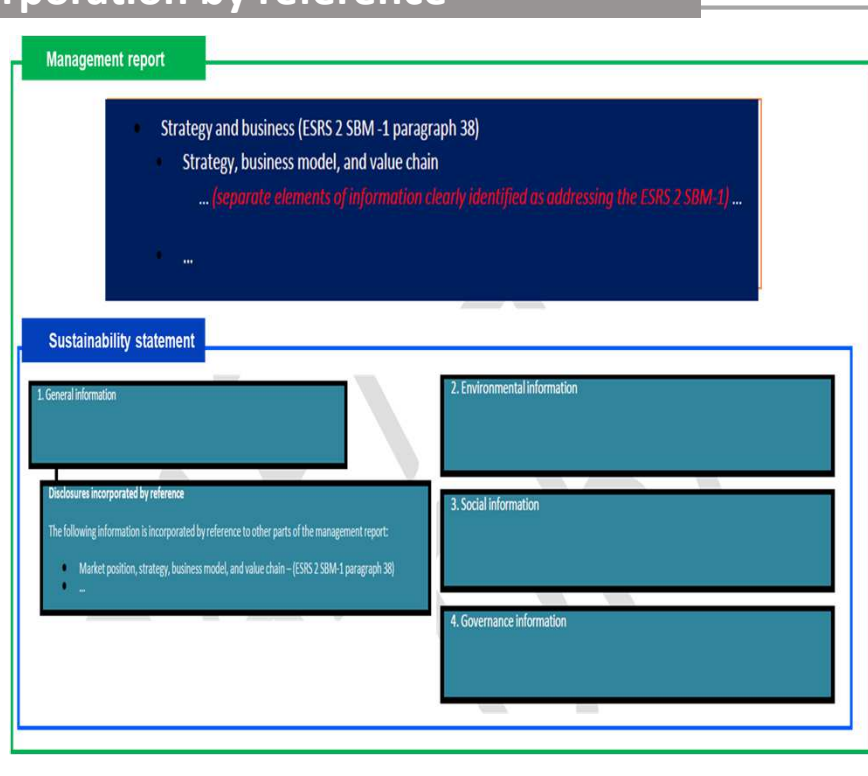 by reference
Management report
• Strategy and business (ESRS 2 SBM -1 paragraph 38)
• Strategy, business model, and value chain
... (separate elements of information clearly identified as addressing the ESRS 2 SBM-1) ...
• ...
Sustainability statement
1. General information
Disclosures incorporated by reference
The following information is incorporated by reference to other parts of the management report:
• Market position, strategy, business model, and value chain – (ESRS 2 SBM-1 paragraph 38)
• ...
2. Environmental information
3. Social information
4. Governance information